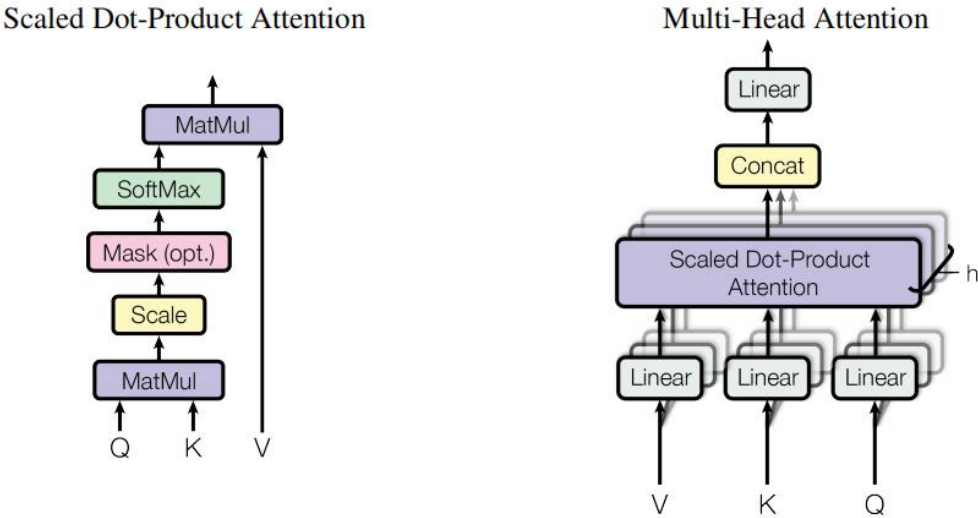 Scaled Dot-Product Attention
MatMul
SoftMax
Mask (opt.)
Scale
MatMul
Q K V
Multi-Head Attention
Linear
Concat
Scaled Dot-Product
Attention
h
Linear Linear Linear
V K Q